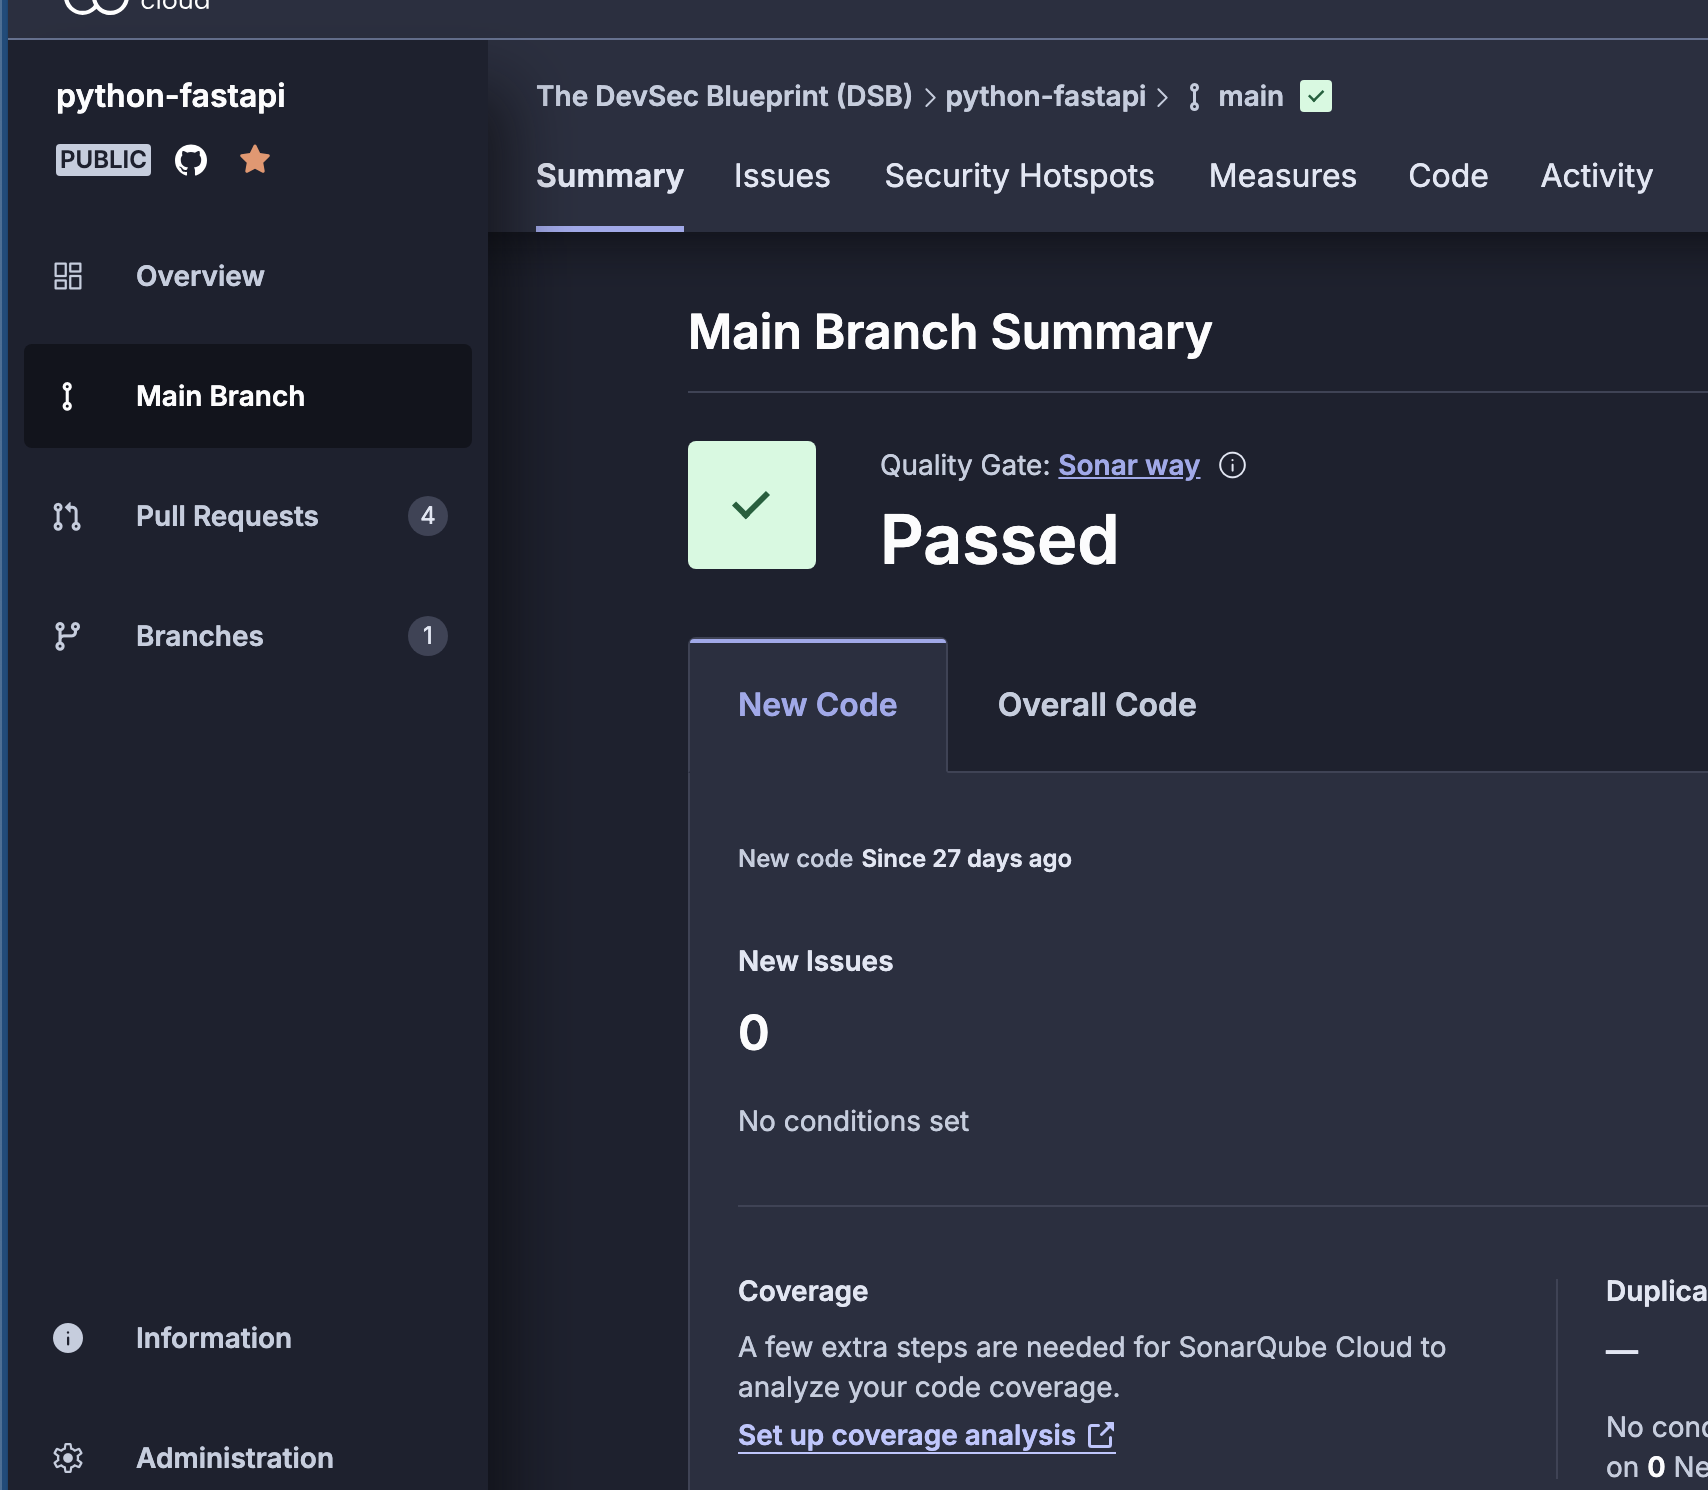 cloud
python-fastapi
PUBLIC
Overview
Main Branch
Pull Requests 4
Branches 1
Information
Administration
The DevSec Blueprint (DSB) > python-fastapi > main
Summary Issues Security Hotspots Measures Code Activity
Main Branch Summary
Quality Gate: Sonar way
Passed
New Code Overall Code
New code Since 27 days ago
New Issues
0
No conditions set
Coverage
A few extra steps are needed for SonarQube Cloud to
analyze your code coverage.
Set up coverage analysis
Duplica
—
No conc
on 0 Ne